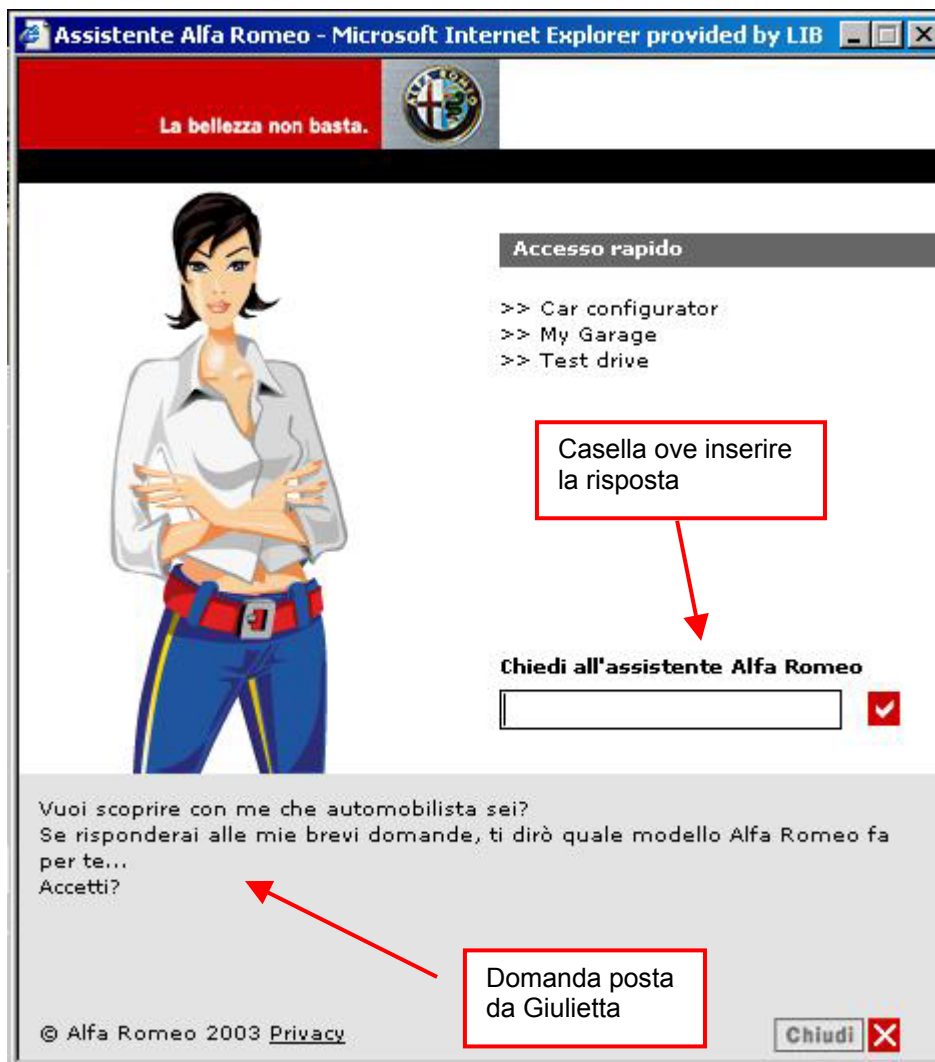 Assistente Alfa Romeo - Microsoft Internet Explorer provided by LIB
La bellezza non basta.
ALFA ROMEO
Accesso rapido
>> Car configurator
>> My Garage
>> Test drive
Casella ove inserire
la risposta
Chiedi all'assistente Alfa Romeo
Vuoi scoprire con me che automobilista sei?
Se risponderai alle mie brevi domande, ti dirò quale modello Alfa Romeo fa
per te...
Accetti?
Domanda posta
da Giulietta
© Alfa Romeo 2003 Privacy
Chiudi